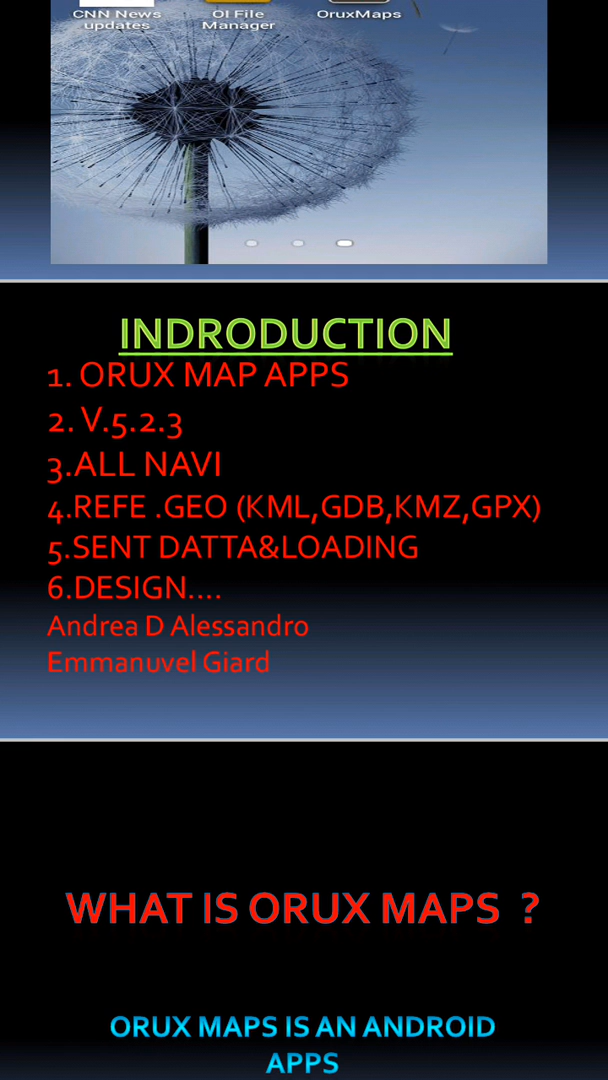 CNN News
updates
OI File
Manager
OruxMaps
INDRODUCTION
1. ORUX MAP APPS
2. V.5.2.3
3.ALL NAVI
4.REFE .GEO (KML,GDB,KMZ,GPX)
5.SENT DATTA&LOADING
6.DESIGN....
Andrea D Alessandro
Emmanuvel Giard
WHAT IS ORUX MAPS ?
ORUX MAPS IS AN ANDROID
APPS